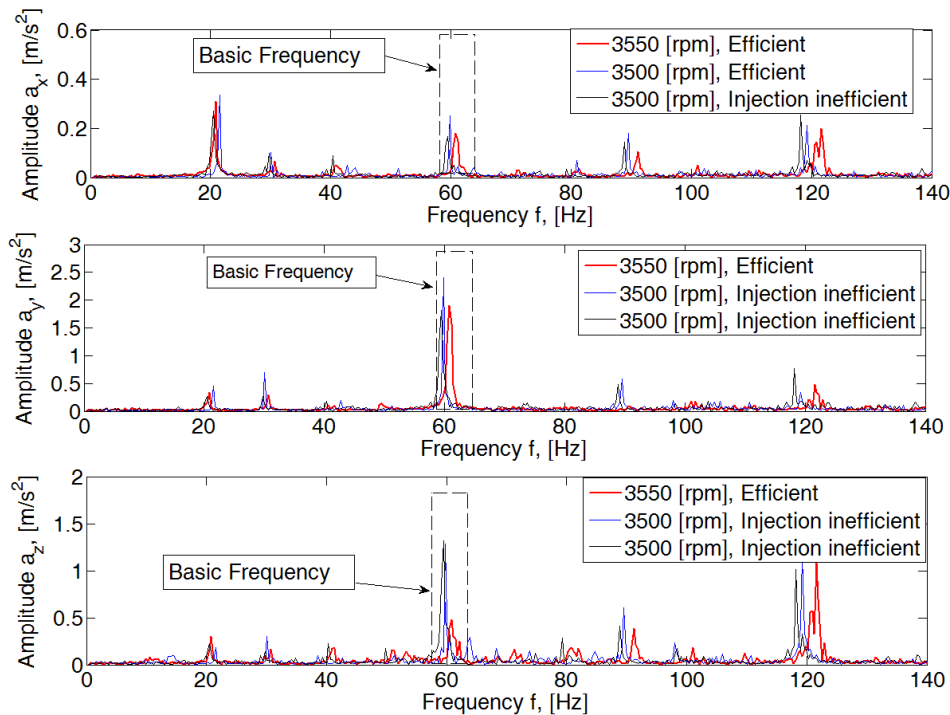 0.6
0.4
0.2
0
Amplitude aₓ, [m/s²]
Basic Frequency
3550 [rpm], Efficient
3500 [rpm], Efficient
3500 [rpm], Injection inefficient
0 20 40 60 80 100 120 140
Frequency f, [Hz]
3
2.5
2
1.5
1
0.5
0
Amplitude a_y, [m/s²]
Basic Frequency
3550 [rpm], Efficient
3500 [rpm], Injection inefficient
3500 [rpm], Injection inefficient
0 20 40 60 80 100 120 140
Frequency f, [Hz]
2
1.5
1
0.5
0
Amplitude a_z, [m/s²]
Basic Frequency
3550 [rpm], Efficient
3500 [rpm], Injection inefficient
3500 [rpm], Injection inefficient
0 20 40 60 80 100 120 140
Frequency f, [Hz]